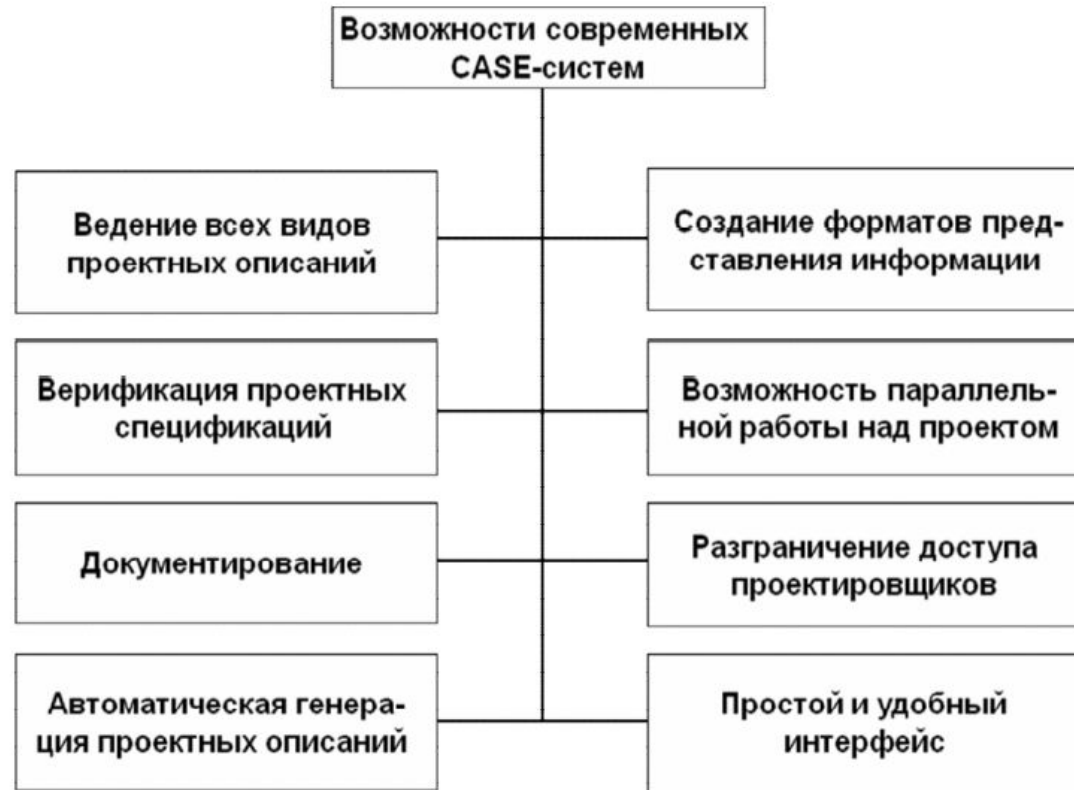 Возможности современных
CASE-систем
Ведение всех видов
проектных описаний
Создание форматов пред-
ставления информации
Верификация проектных
спецификаций
Возможность параллель-
ной работы над проектом
Документирование
Разграничение доступа
проектировщиков
Автоматическая генера-
ция проектных описаний
Простой и удобный
интерфейс